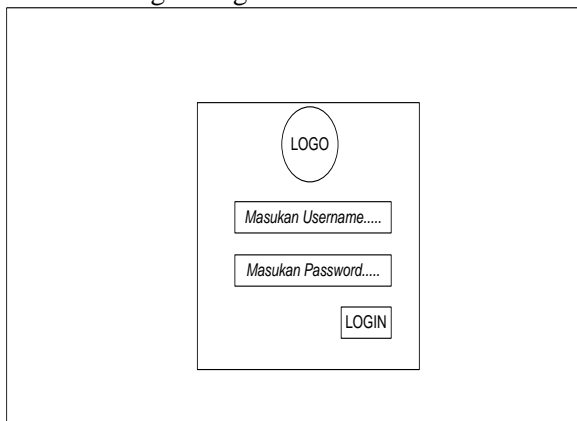 LOGO
Masukan Username.....
Masukan Password.....
LOGIN